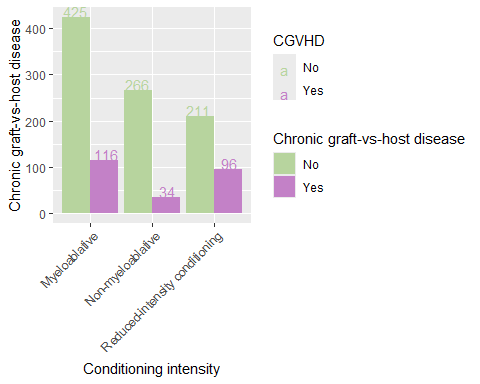 Chronic graft-vs-host disease
400
300
200
100
0
425
116
266
34
211
96
Myeloablative
Non-myeloablative
Reduced-intensity conditioning
Conditioning intensity
CGVHD
a No
a Yes
Chronic graft-vs-host disease
No
Yes